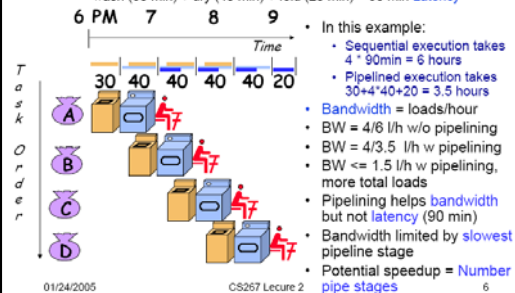 6 PM 7 8 9
Time
30 40 40 40 40 20
Task Order
A
B
C
D
• In this example:
• Sequential execution takes
4 * 90min = 6 hours
• Pipelined execution takes
30+4*40+20 = 3.5 hours
• Bandwidth = loads/hour
• BW = 4/6 l/h w/o pipelining
• BW = 4/3.5 l/h w pipelining
• BW <= 1.5 l/h w pipelining,
more total loads
• Pipelining helps bandwidth
but not latency (90 min)
• Bandwidth limited by slowest
pipeline stage
• Potential speedup = Number
pipe stages
01/24/2005
CS267 Lecure 2
6